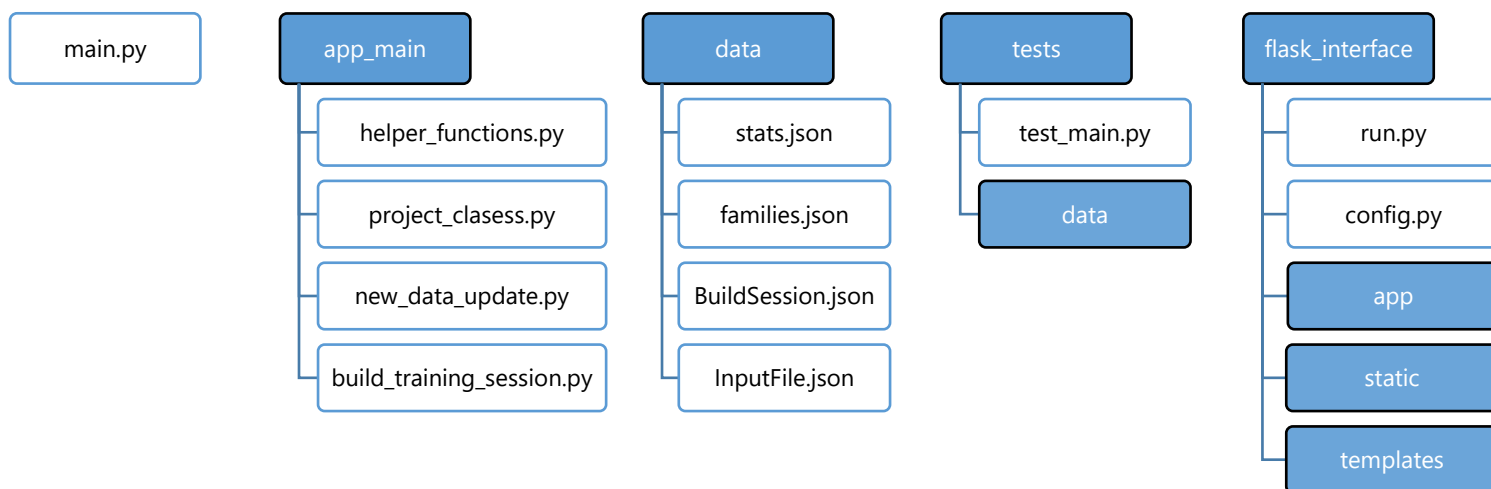 main.py
app_main
helper_functions.py
project_clasess.py
new_data_update.py
build_training_session.py
data
stats.json
families.json
BuildSession.json
InputFile.json
tests
test_main.py
data
flask_interface
run.py
config.py
app
static
templates